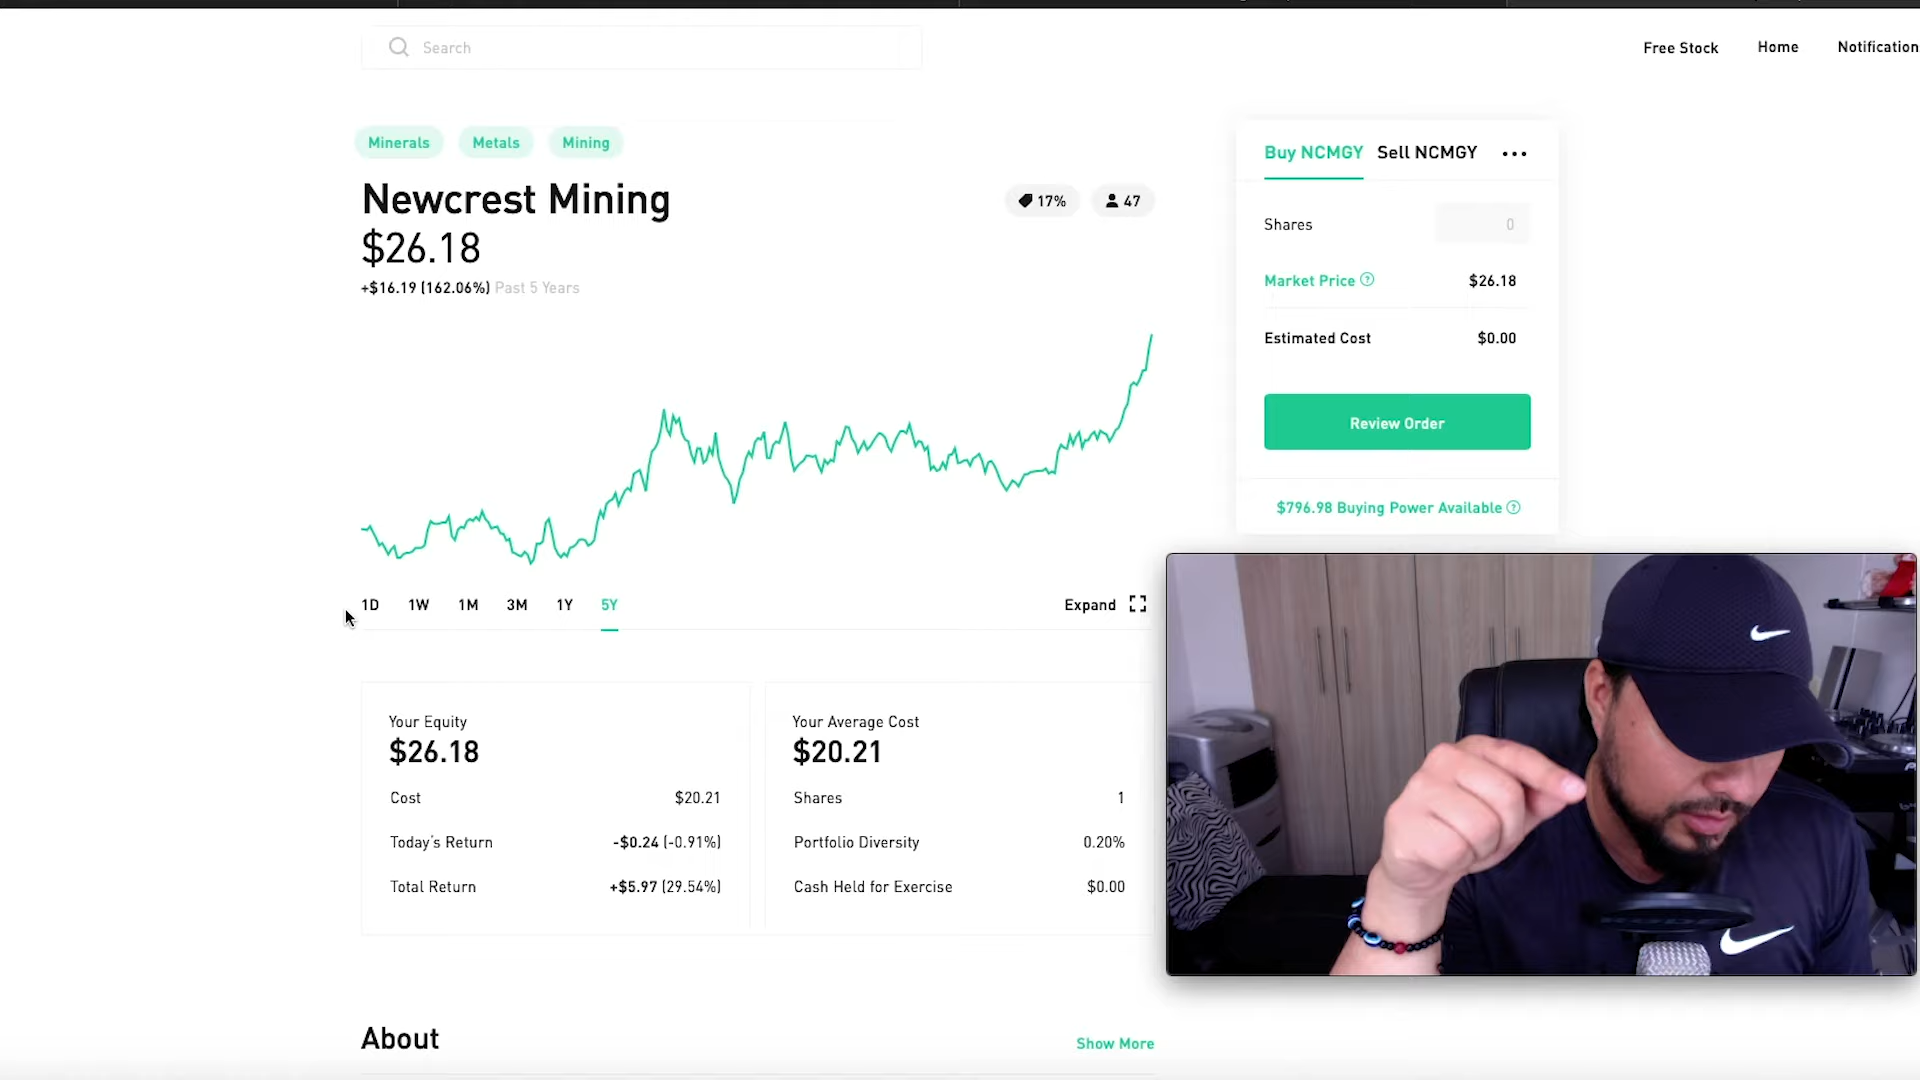 Search
Free Stock Home Notification
Minerals Metals Mining
Newcrest Mining
17% 47
$26.18
+$16.19 (162.06%) Past 5 Years
Buy NCMGY Sell NCMGY
Shares 0
Market Price $26.18
Estimated Cost $0.00
Review Order
$796.98 Buying Power Available
1D 1W 1M 3M 1Y 5Y Expand
Your Equity
$26.18
Cost $20.21
Today's Return -$0.24 (-0.91%)
Total Return +$5.97 (29.54%)
Your Average Cost
$20.21
Shares 1
Portfolio Diversity 0.20%
Cash Held for Exercise $0.00
About Show More